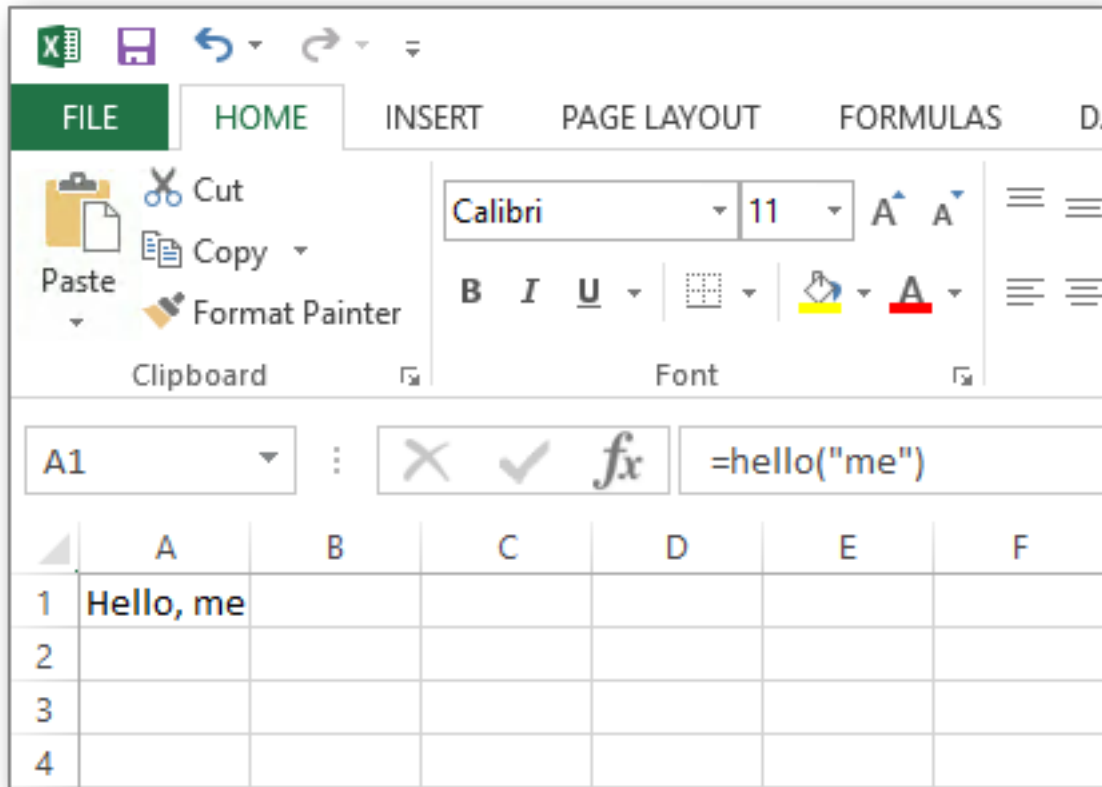 FILE HOME INSERT PAGE LAYOUT FORMULAS DA
Cut
Calibri 11 A A
Copy
Paste
B I U A
Format Painter
Clipboard Font
A1 fx =hello("me")
A B C D E F
1 Hello, me
2
3
4